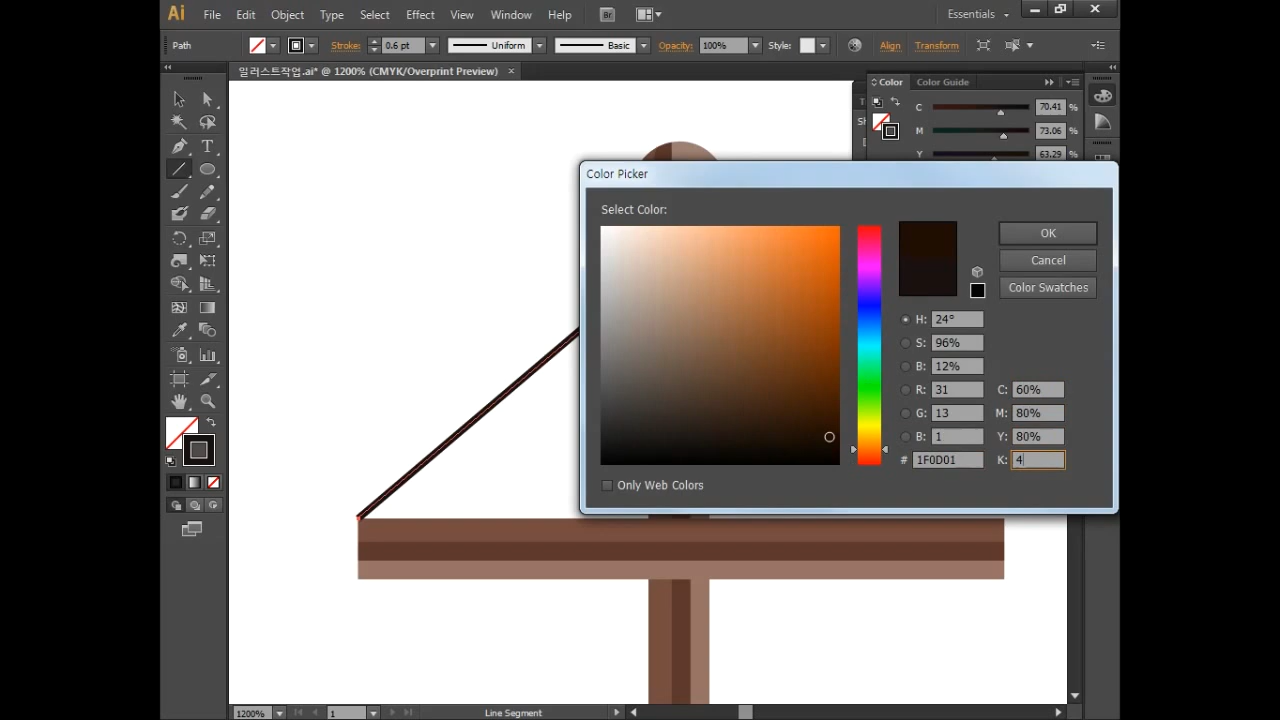 Ai File Edit Object Type Select Effect View Window Help Br Essentials
Path Stroke: 0.6 pt Uniform Basic Opacity: 100% Style: Align Transform
일러스트작업.ai* @ 1200% (CMYK/Overprint Preview) ×
Color Color Guide
C 70.41 %
M 73.06 %
Y 63.29 %
Color Picker
Select Color:
OK
Cancel
Color Swatches
H: 24°
S: 96%
B: 12%
R: 31 C: 60%
G: 13 M: 80%
B: 1 Y: 80%
# 1F0D01 K: 4
Only Web Colors
1200% 1 Line Segment